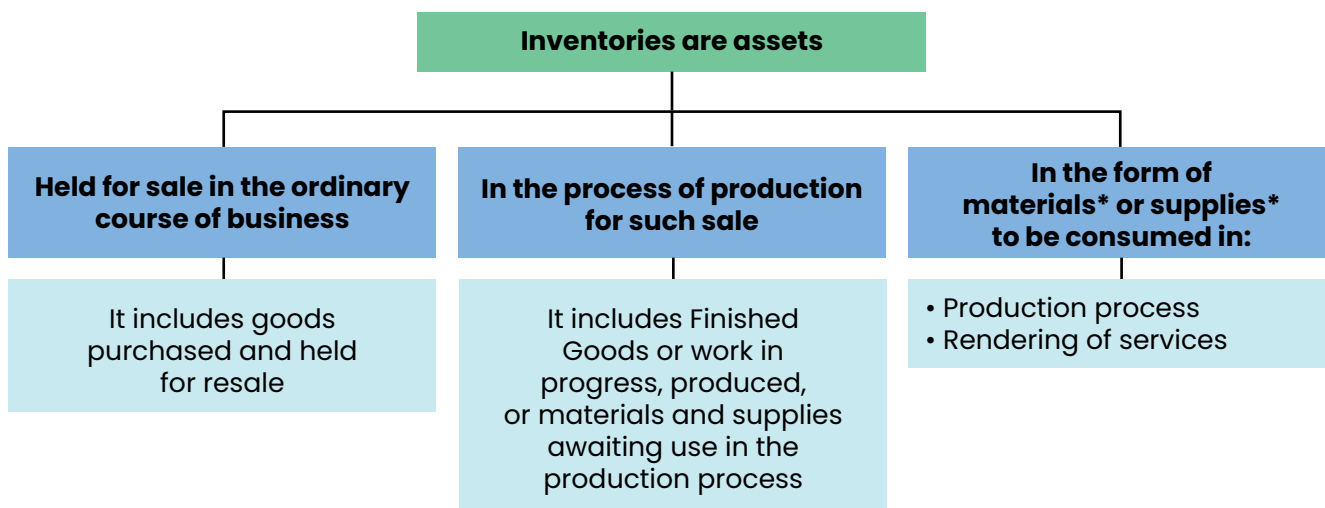 Inventories are assets
Held for sale in the ordinary
course of business
In the process of production
for such sale
In the form of
materials* or supplies*
to be consumed in:
It includes goods
purchased and held
for resale
It includes Finished
Goods or work in
progress, produced,
or materials and supplies
awaiting use in the
production process
• Production process
• Rendering of services